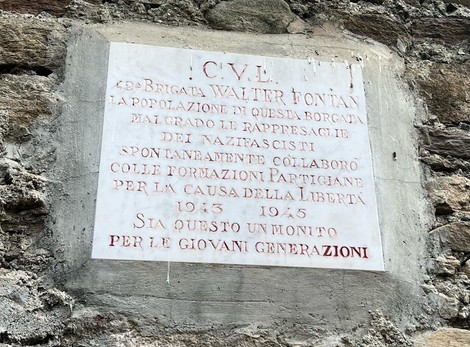 C.V.L.
42ª BRIGATA WALTER FONTAN
LA POPOLAZIONE DI QUESTA BORGATA
MALGRADO LE RAPPRESAGLIE
DEI NAZIFASCISTI
SPONTANEAMENTE COLLABORÒ
COLLE FORMAZIONI PARTIGIANE
PER LA CAUSA DELLA LIBERTÀ
1943 1945
SIA QUESTO UN MONITO
PER LE GIOVANI GENERAZIONI